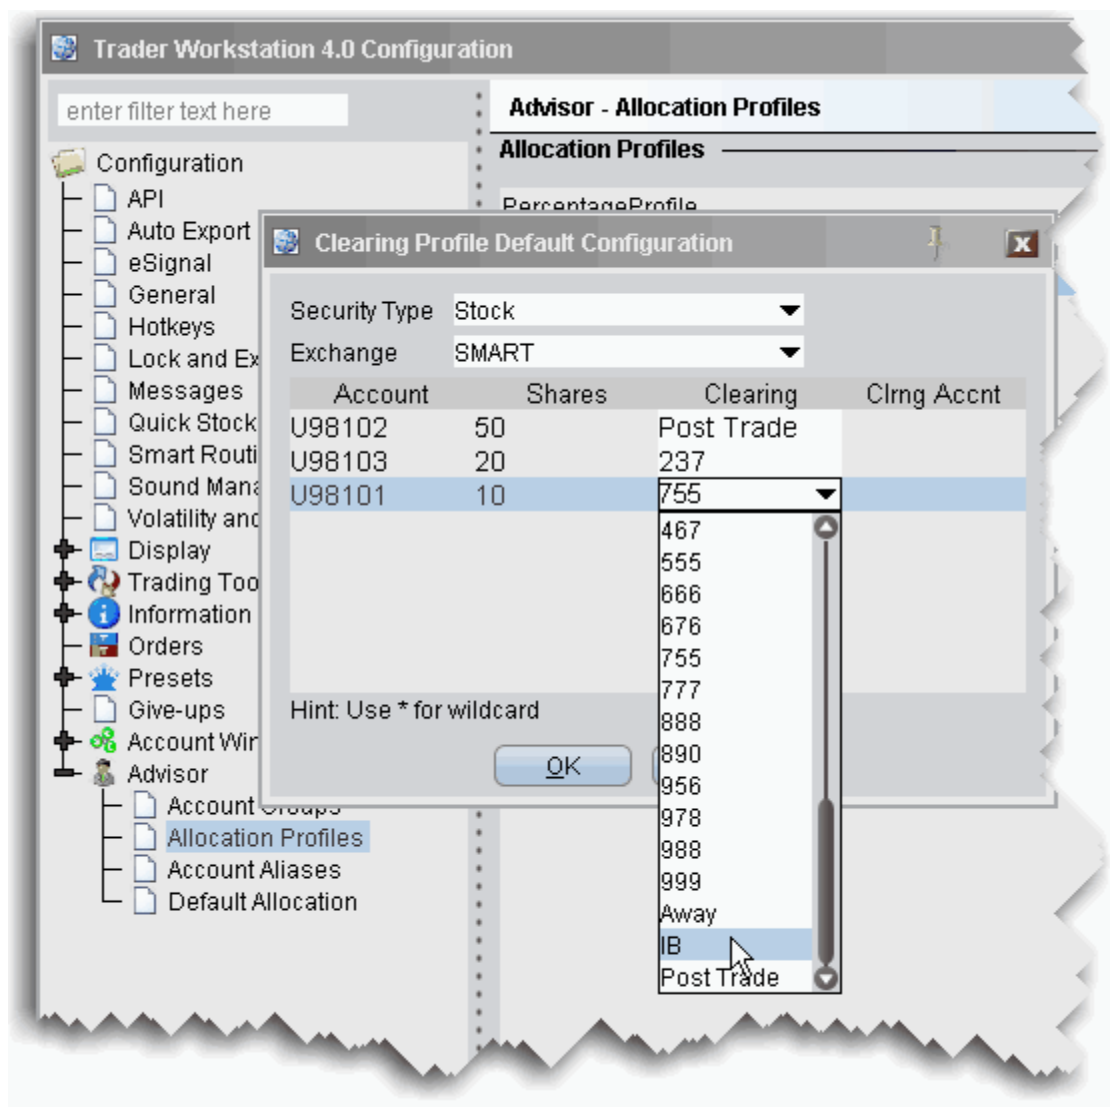 Trader Workstation 4.0 Configuration
enter filter text here
Advisor - Allocation Profiles
Configuration
Allocation Profiles
API
PercentageProfile
Auto Export
eSignal
General
Hotkeys
Lock and Ex
Messages
Quick Stock
Smart Routi
Sound Mana
Volatility and
Display
Trading Too
Information
Orders
Presets
Give-ups
Account Wir
Advisor
Account Groups
Allocation Profiles
Account Aliases
Default Allocation
Clearing Profile Default Configuration
Security Type Stock
Exchange SMART
Account Shares Clearing Clrng Accnt
U98102 50 Post Trade
U98103 20 237
U98101 10 755
467
555
666
676
755
777
888
890
956
978
988
999
Away
IB
Post Trade
Hint: Use * for wildcard
OK